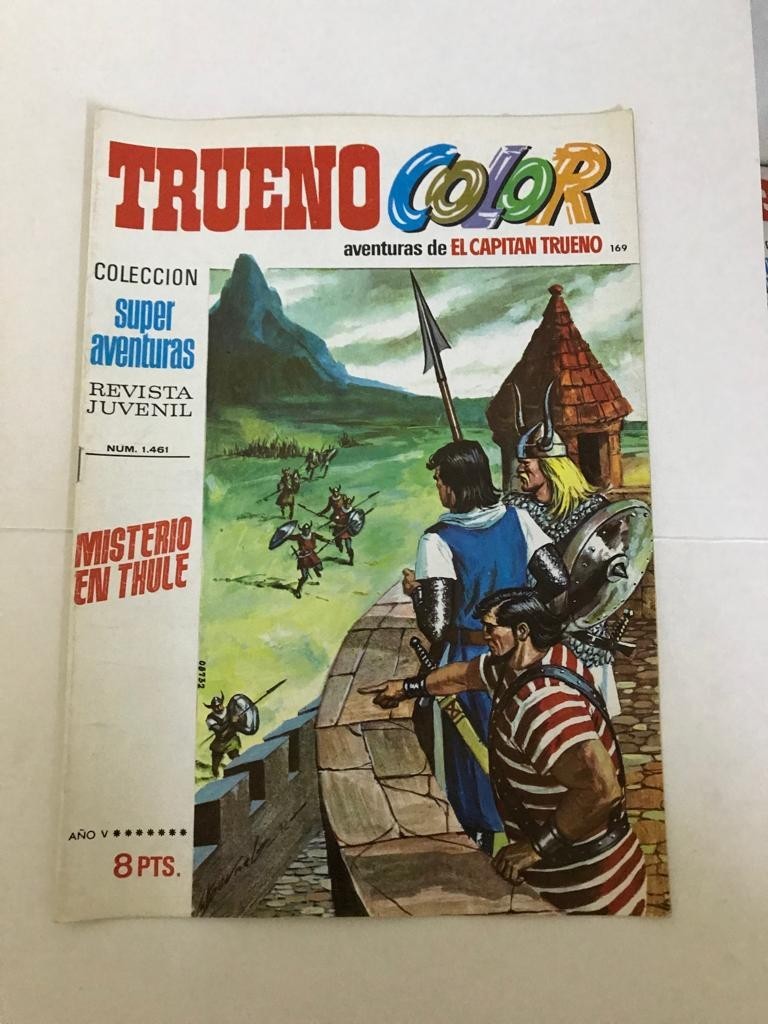 TRUENO COLOR
aventuras de EL CAPITAN TRUENO 169
COLECCION
super
aventuras
REVISTA
JUVENIL
NUM. 1.461
MISTERIO
EN THULE
08732
AÑO V *******
8 PTS.